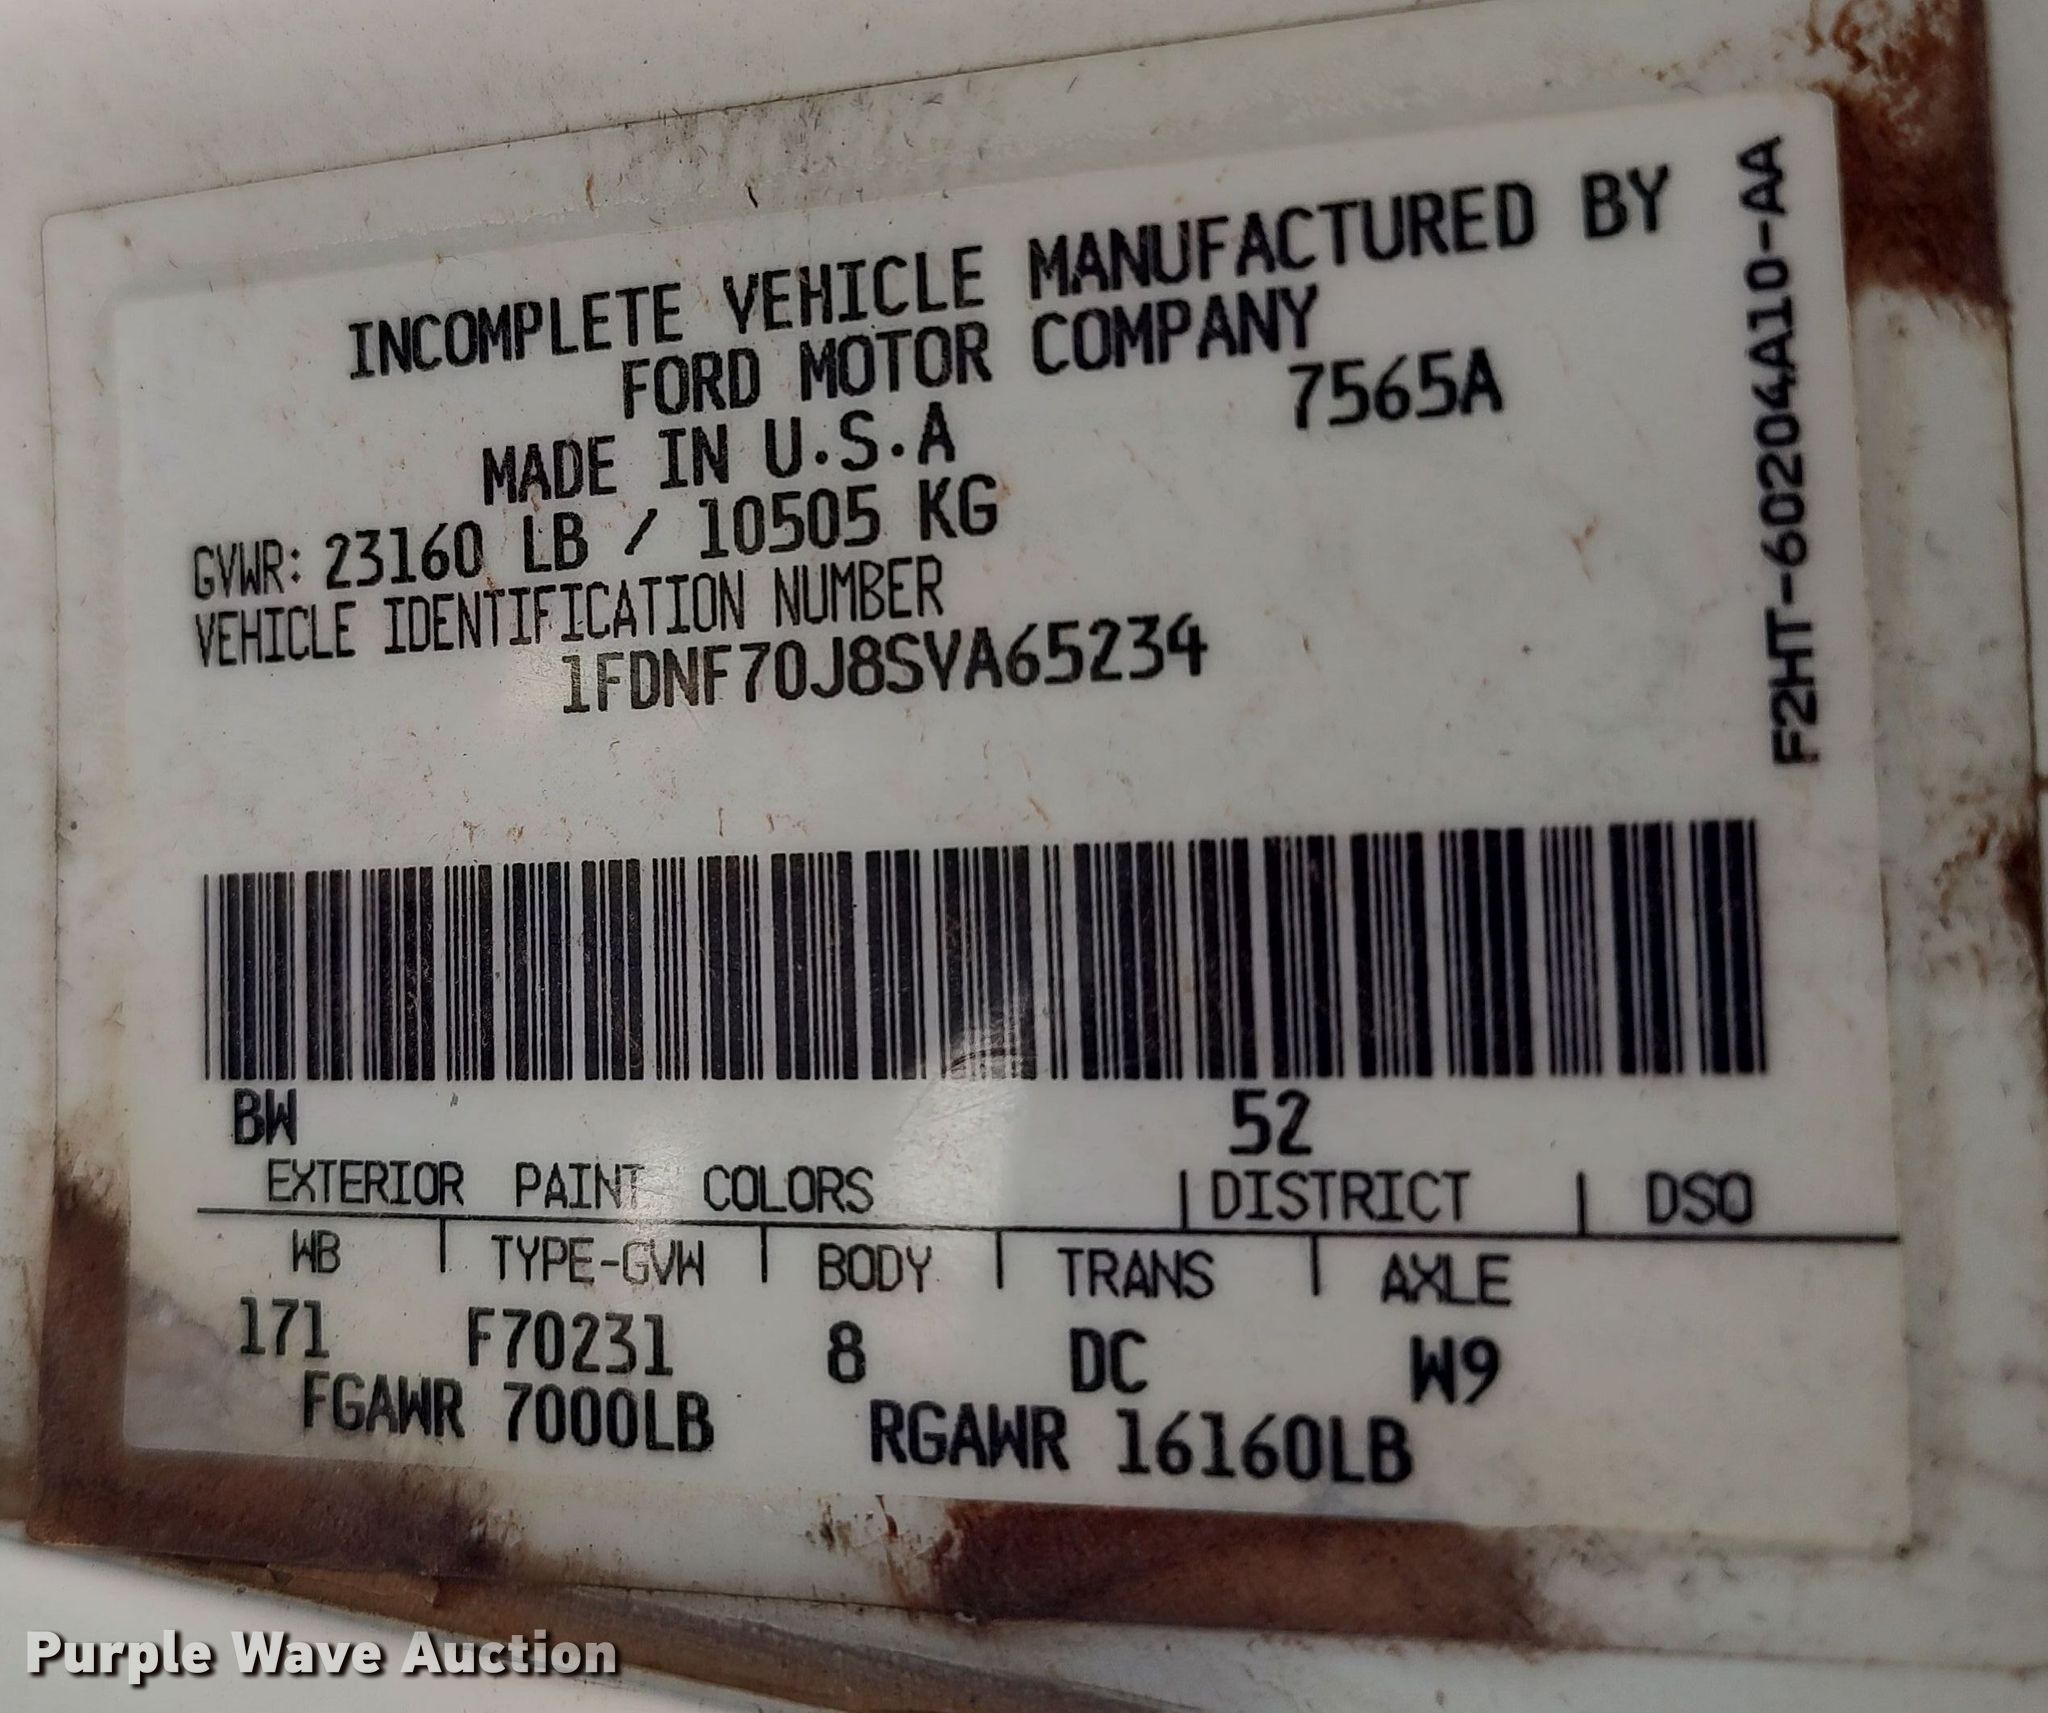 INCOMPLETE VEHICLE MANUFACTURED BY
FORD MOTOR COMPANY
7565A
MADE IN U.S.A
GVWR: 23160 LB / 10505 KG
VEHICLE IDENTIFICATION NUMBER
1FDNF70J8SVA65234
F2HT-60204A10-AA
BW 52
EXTERIOR PAINT COLORS | DISTRICT | DSO
WB | TYPE-GVW | BODY | TRANS | AXLE
171 F70231 8 DC W9
FGAWR 7000LB RGAWR 16160LB
Purple Wave Auction